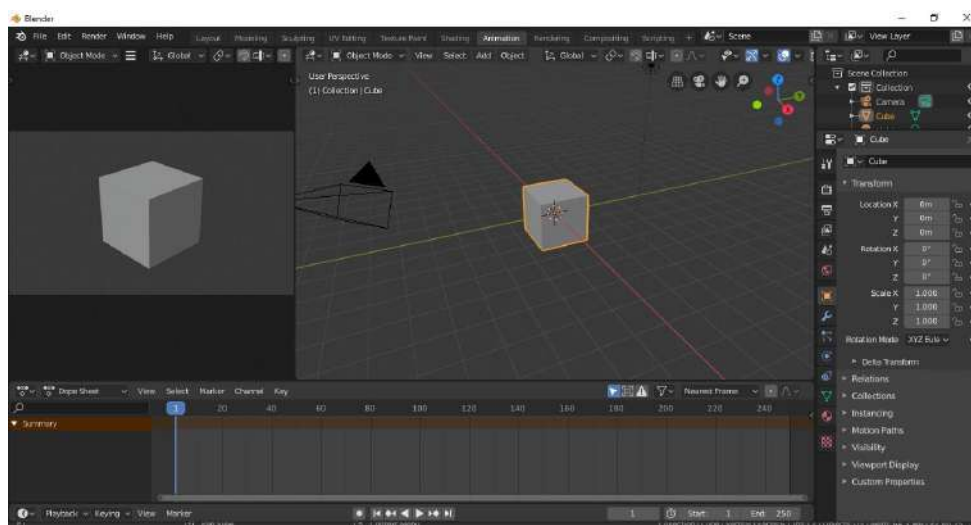 Blender
File Edit Render Window Help Layout Modeling Sculpting UV Editing Texture Paint Shading Animation Rendering Compositing Scripting + Scene View Layer
Object Mode Global Object Mode View Select Add Object Global
User Perspective
(1) Collection | Cube
Scene Collection
Collection
Camera
Cube
Cube
Cube
Transform
Location X 0m
Y 0m
Z 0m
Rotation X 0°
Y 0°
Z 0°
Scale X 1.000
Y 1.000
Z 1.000
Rotation Mode XYZ Eule
Delta Transform
Relations
Collections
Instancing
Motion Paths
Visibility
Viewport Display
Custom Properties
Dope Sheet View Select Marker Channel Key Nearest Frame
1 20 40 60 80 100 120 140 160 180 200 220 240
Summary
Playback Keying View Marker 1 Start 1 End 250